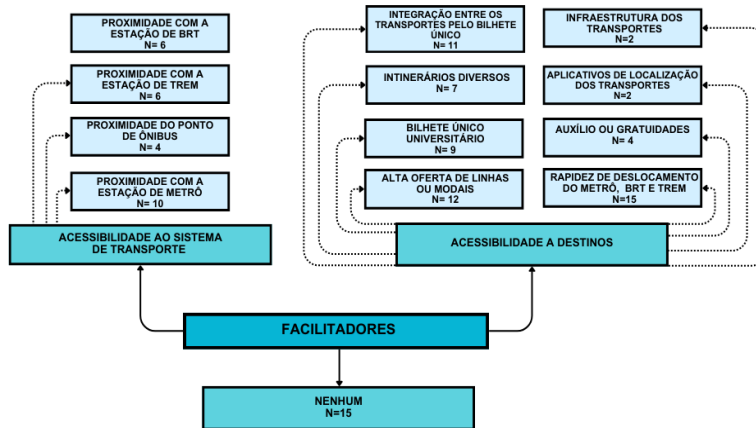 PROXIMIDADE COM A
ESTAÇÃO DE BRT
N= 6
PROXIMIDADE COM A
ESTAÇÃO DE TREM
N= 6
PROXIMIDADE DO PONTO
DE ÔNIBUS
N= 4
PROXIMIDADE COM A
ESTAÇÃO DE METRÔ
N= 10
ACESSIBILIDADE AO SISTEMA
DE TRANSPORTE
INTEGRAÇÃO ENTRE OS
TRANSPORTES PELO BILHETE
ÚNICO
N= 11
INTINERÁRIOS DIVERSOS
N= 7
BILHETE ÚNICO
UNIVERSITÁRIO
N= 9
ALTA OFERTA DE LINHAS
OU MODAIS
N= 12
INFRAESTRUTURA DOS
TRANSPORTES
N=2
APLICATIVOS DE LOCALIZAÇÃO
DOS TRANSPORTES
N=2
AUXÍLIO OU GRATUIDADES
N= 4
RAPIDEZ DE DESLOCAMENTO
DO METRÔ, BRT E TREM
N=15
ACESSIBILIDADE A DESTINOS
FACILITADORES
NENHUM
N=15